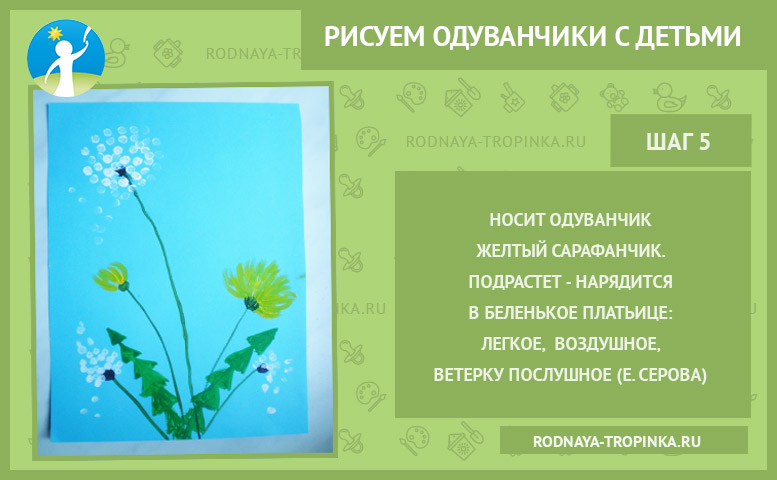 РИСУЕМ ОДУВАНЧИКИ С ДЕТЬМИ
RODNAYA-TROPINKA.RU
RODNAYA-TROPINKA.RU
ШАГ 5
НОСИТ ОДУВАНЧИК
ЖЕЛТЫЙ САРАФАНЧИК.
ПОДРАСТЕТ - НАРЯДИТСЯ
В БЕЛЕНЬКОЕ ПЛАТЬИЦЕ:
ЛЕГКОЕ, ВОЗДУШНОЕ,
ВЕТЕРКУ ПОСЛУШНОЕ (Е. СЕРОВА)
RODNAYA-TROPINKA.RU